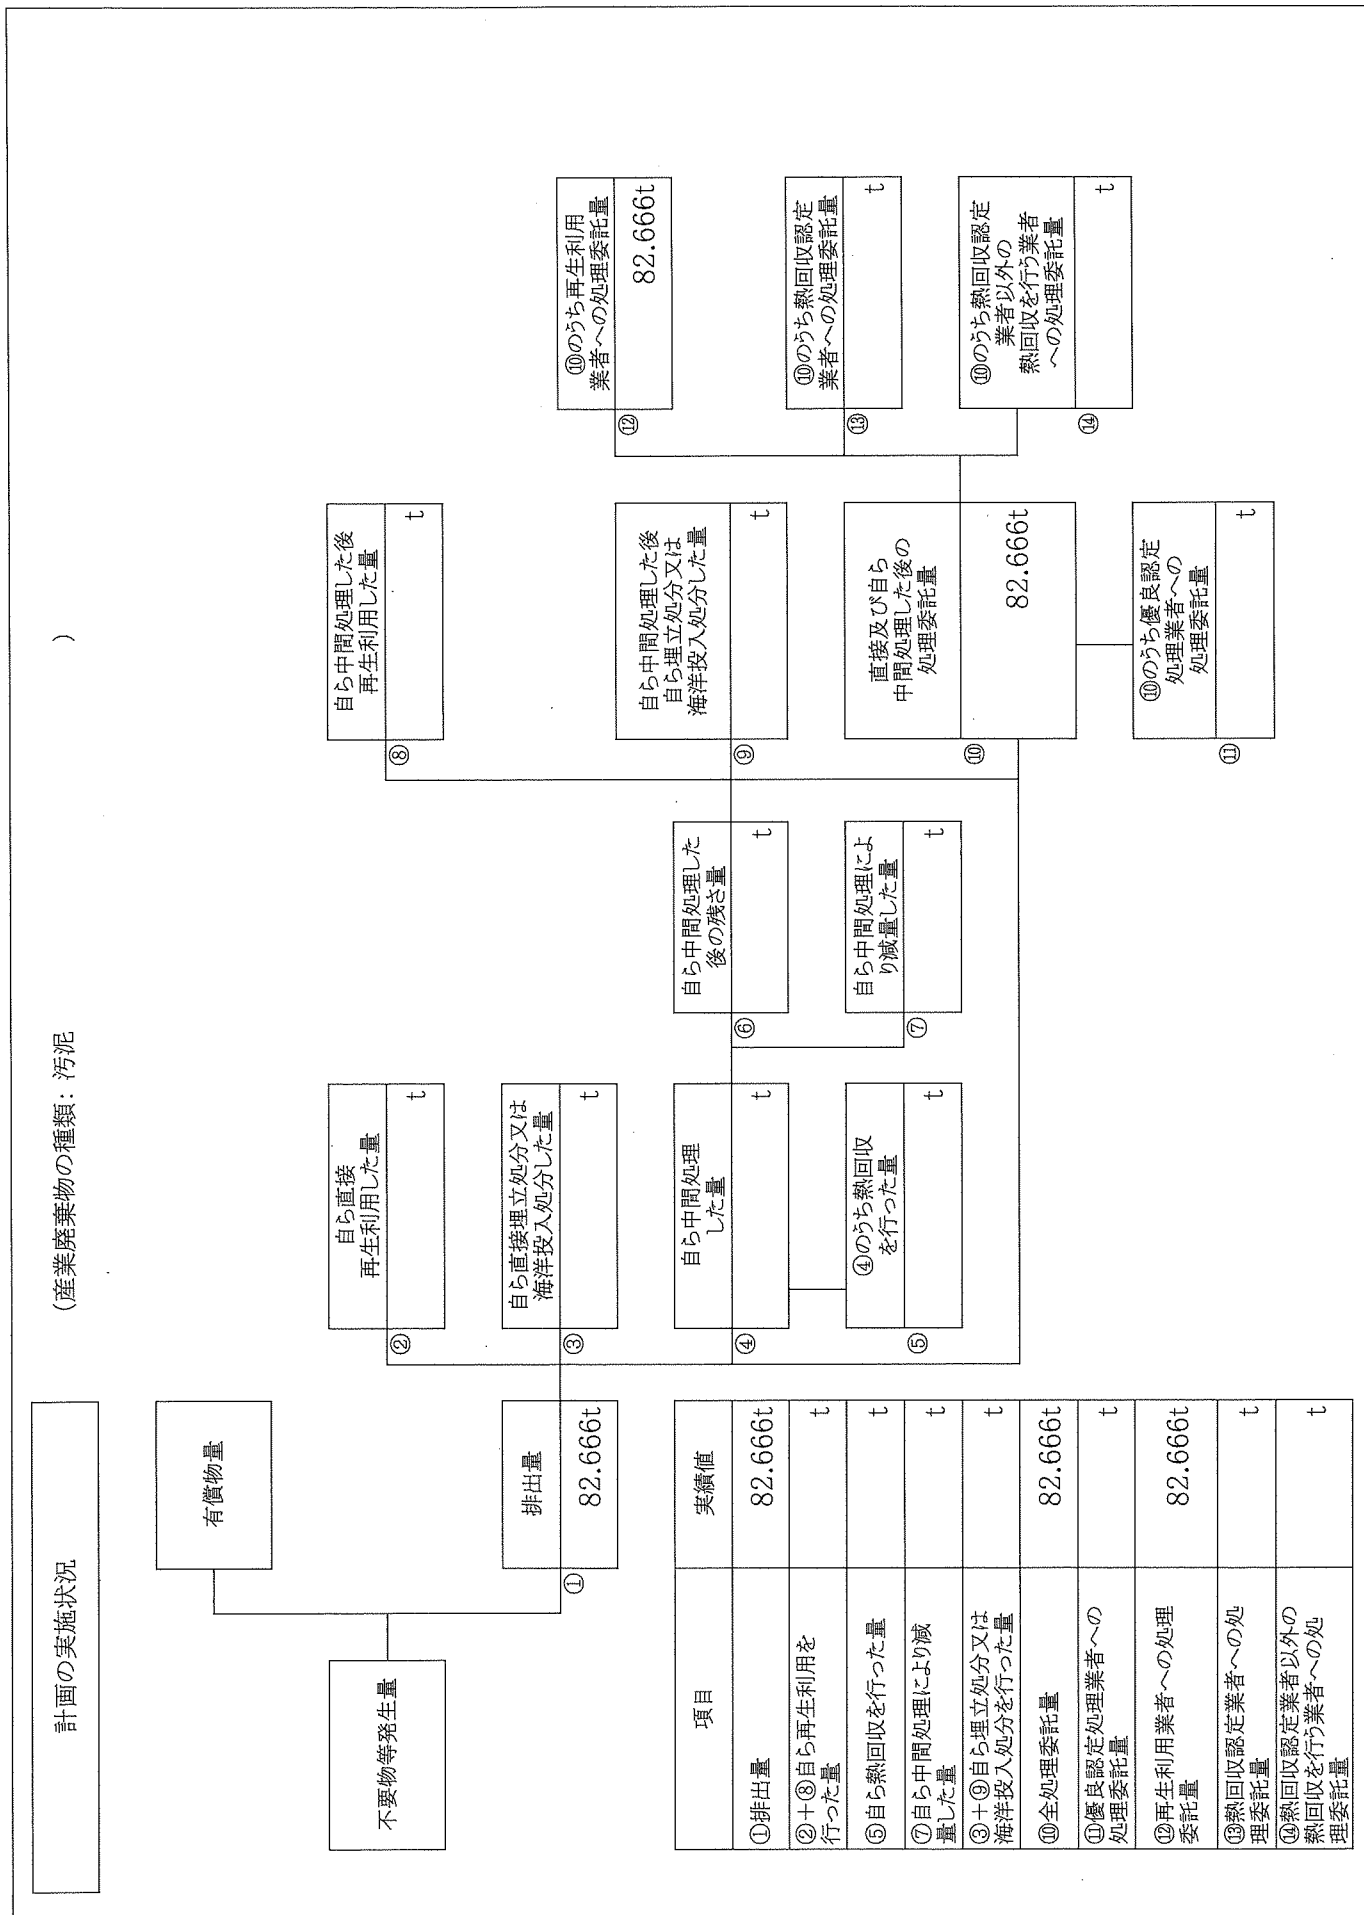 計画の実施状況
(産業廃棄物の種類: 汚泥 )
不要物等発生量
有償物量
①
排出量
82.666t
②
自ら直接
再生利用した量
t
③
自ら直接埋立処分又は
海洋投入処分した量
t
④
自ら中間処理
した量
t
⑤
④のうち熱回収
を行った量
t
⑥
自ら中間処理した
後の残さ量
t
⑦
自ら中間処理によ
り減量した量
t
⑧
自ら中間処理した後
再生利用した量
t
⑨
自ら中間処理した後
自ら埋立処分又は
海洋投入処分した量
t
⑩
直接及び自ら
中間処理した後の
処理委託量
82.666t
⑪
⑩のうち優良認定
処理業者への
処理委託量
t
⑫
⑩のうち再生利用
業者への処理委託量
82.666t
⑬
⑩のうち熱回収認定
業者への処理委託量
t
⑭
⑩のうち熱回収認定
業者以外の
熱回収を行う業者
への処理委託量
t
項目 実績値
①排出量 82.666t
②+⑧自ら再生利用を
行った量 t
⑤自ら熱回収を行った量 t
⑦自ら中間処理により減
量した量 t
③+⑨自ら埋立処分又は
海洋投入処分を行った量 t
⑩全処理委託量 82.666t
⑪優良認定処理業者への
処理委託量 t
⑫再生利用業者への処理
委託量 82.666t
⑬熱回収認定業者への処
理委託量 t
⑭熱回収認定業者以外の
熱回収を行う業者への処
理委託量 t